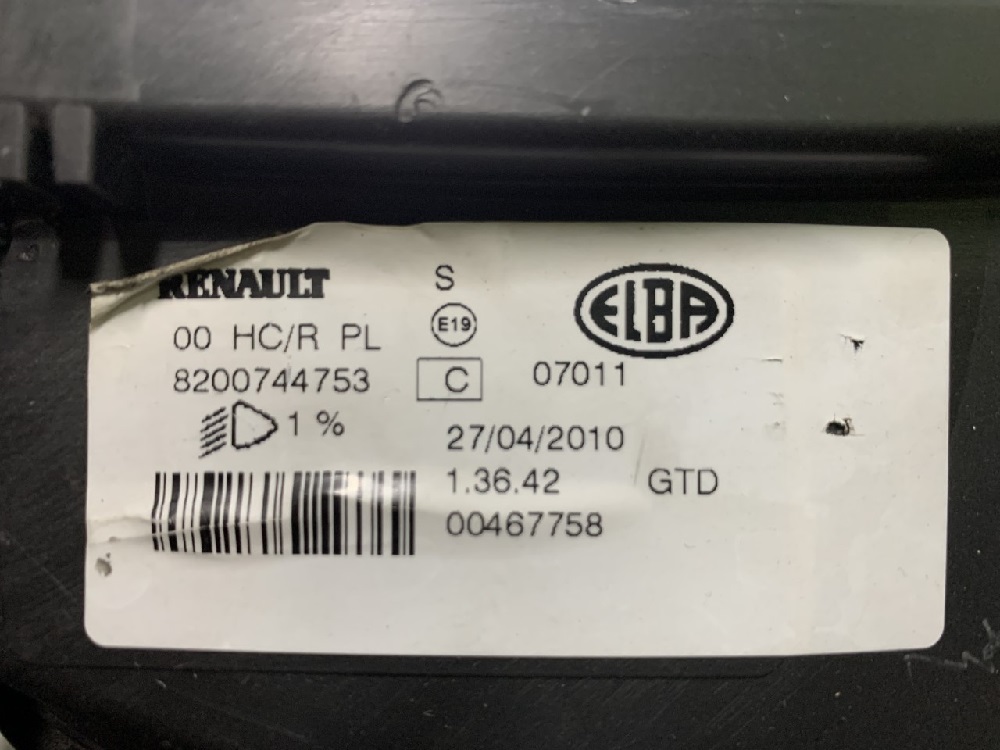 RENAULT S ELBA
00 HC/R PL E19
8200744753 C 07011
1 % 27/04/2010
1.36.42 GTD
00467758